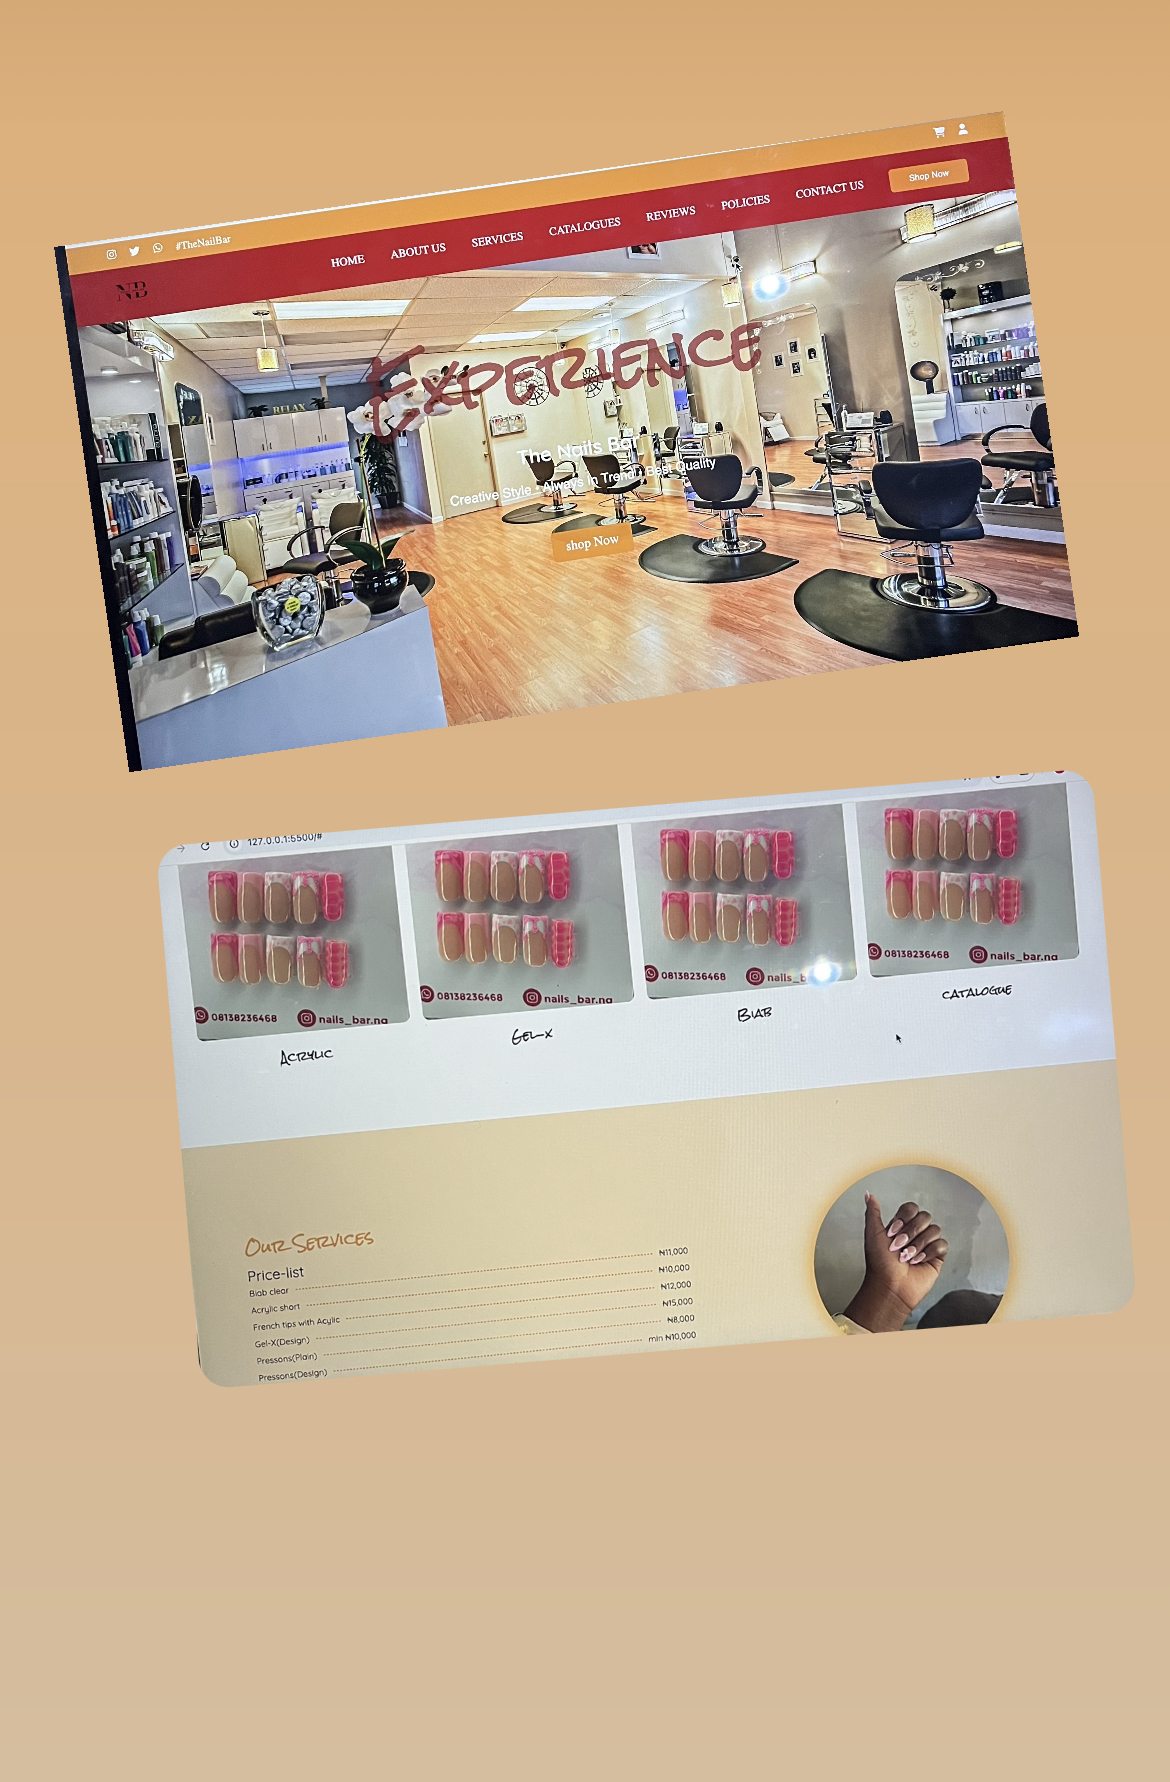 #TheNailBar
Shop Now
NB
HOME ABOUT US SERVICES CATALOGUES REVIEWS POLICIES CONTACT US
RELAX
EXPERIENCE
The Nails Bar
Creative Style • Always In Trend • Best Quality
shop Now
127.0.0.1:5500/#
08138236468 nails_bar.ng
08138236468 nails_bar.ng
08138236468 nails_b
08138236468 nails_bar.ng
ACRYLIC
GEL-X
BIAB
CATALOGUE
OUR SERVICES
Price-list
Biab clear ₦11,000
Acrylic short ₦10,000
French tips with Acylic ₦12,000
Gel-X(Design) ₦15,000
Pressons(Plain) ₦8,000
Pressons(Design) min ₦10,000